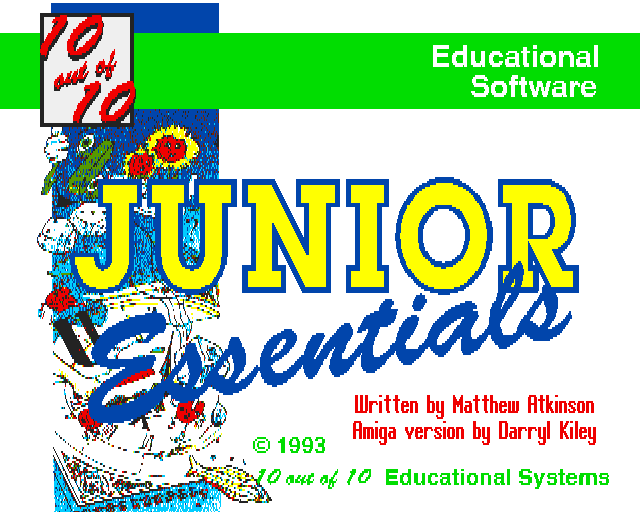 10
out of
10
Educational
Software
JUNIOR
Essentials
Written by Matthew Atkinson
Amiga version by Darryl Kiley
© 1993
10 out of 10 Educational Systems